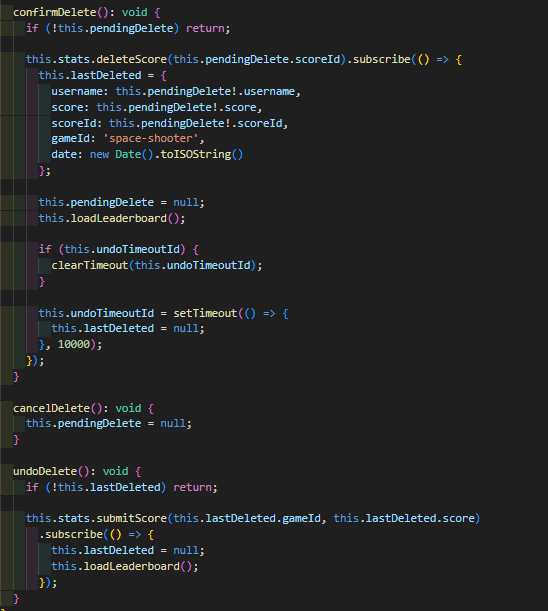 confirmDelete(): void {
if (!this.pendingDelete) return;
this.stats.deleteScore(this.pendingDelete.scoreId).subscribe(() => {
this.lastDeleted = {
username: this.pendingDelete!.username,
score: this.pendingDelete!.score,
scoreId: this.pendingDelete!.scoreId,
gameId: 'space-shooter',
date: new Date().toISOString()
};
this.pendingDelete = null;
this.loadLeaderboard();
if (this.undoTimeoutId) {
clearTimeout(this.undoTimeoutId);
}
this.undoTimeoutId = setTimeout(() => {
this.lastDeleted = null;
}, 10000);
});
}
cancelDelete(): void {
this.pendingDelete = null;
}
undoDelete(): void {
if (!this.lastDeleted) return;
this.stats.submitScore(this.lastDeleted.gameId, this.lastDeleted.score)
.subscribe(() => {
this.lastDeleted = null;
this.loadLeaderboard();
});
}